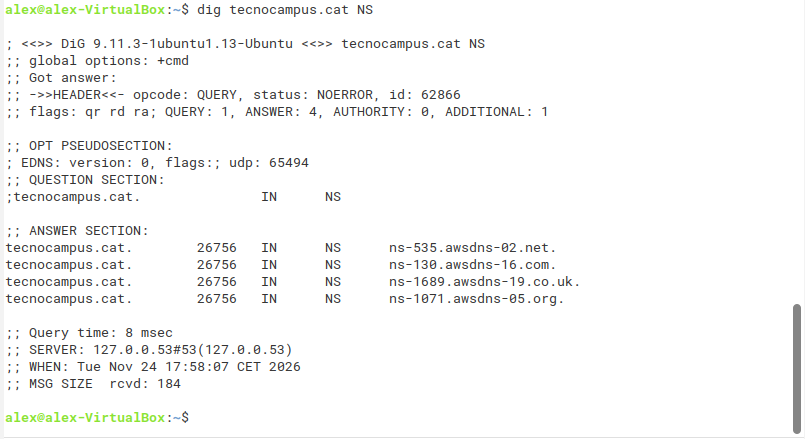 alex@alex-VirtualBox:~$ dig tecnocampus.cat NS
; <<>> DiG 9.11.3-1ubuntu1.13-Ubuntu <<>> tecnocampus.cat NS
;; global options: +cmd
;; Got answer:
;; ->>HEADER<<- opcode: QUERY, status: NOERROR, id: 62866
;; flags: qr rd ra; QUERY: 1, ANSWER: 4, AUTHORITY: 0, ADDITIONAL: 1
;; OPT PSEUDOSECTION:
; EDNS: version: 0, flags:; udp: 65494
;; QUESTION SECTION:
;tecnocampus.cat. IN NS
;; ANSWER SECTION:
tecnocampus.cat. 26756 IN NS ns-535.awsdns-02.net.
tecnocampus.cat. 26756 IN NS ns-130.awsdns-16.com.
tecnocampus.cat. 26756 IN NS ns-1689.awsdns-19.co.uk.
tecnocampus.cat. 26756 IN NS ns-1071.awsdns-05.org.
;; Query time: 8 msec
;; SERVER: 127.0.0.53#53(127.0.0.53)
;; WHEN: Tue Nov 24 17:58:07 CET 2026
;; MSG SIZE rcvd: 184
alex@alex-VirtualBox:~$